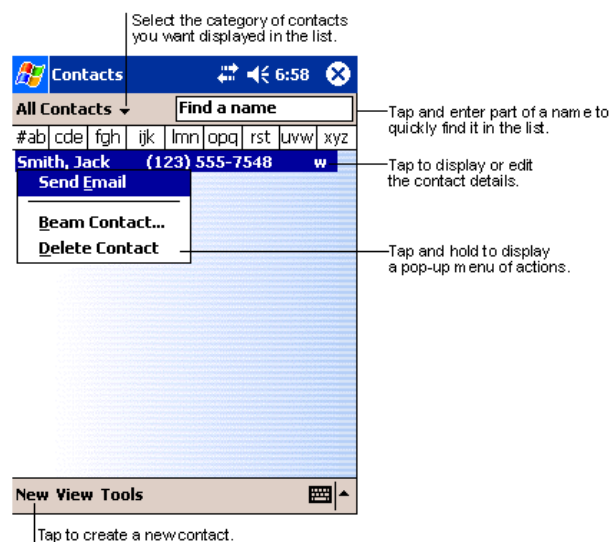 Select the category of contacts
you want displayed in the list.
Contacts 6:58
All Contacts Find a name
Tap and enter part of a name to
quickly find it in the list.
#ab cde fgh ijk lmn opq rst uvw xyz
Smith, Jack (123) 555-7548 w
Tap to display or edit
the contact details.
Send Email
Beam Contact...
Delete Contact
Tap and hold to display
a pop-up menu of actions.
New View Tools
Tap to create a new contact.